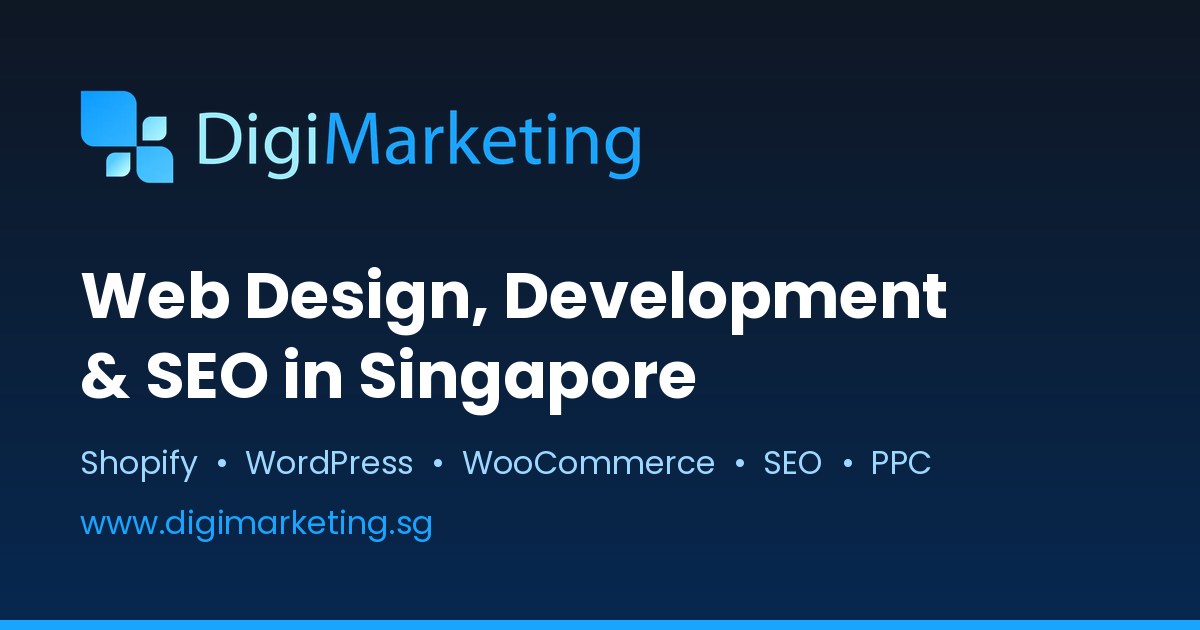 DigiMarketing
Web Design, Development
& SEO in Singapore
Shopify • WordPress • WooCommerce • SEO • PPC
www.digimarketing.sg